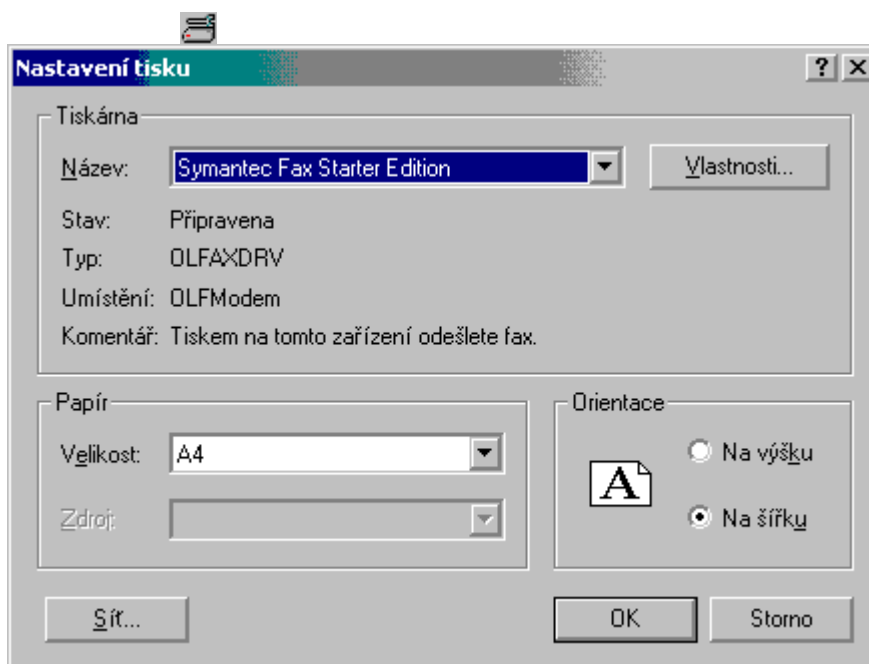 Nastavení tisku
Tiskárna
Název: Symantec Fax Starter Edition Vlastnosti...
Stav: Připravena
Typ: OLFAXDRV
Umístění: OLFModem
Komentář: Tiskem na tomto zařízení odešlete fax.
Papír
Velikost: A4
Zdroj:
Orientace
A
Na výšku
Na šířku
Síť... OK Storno